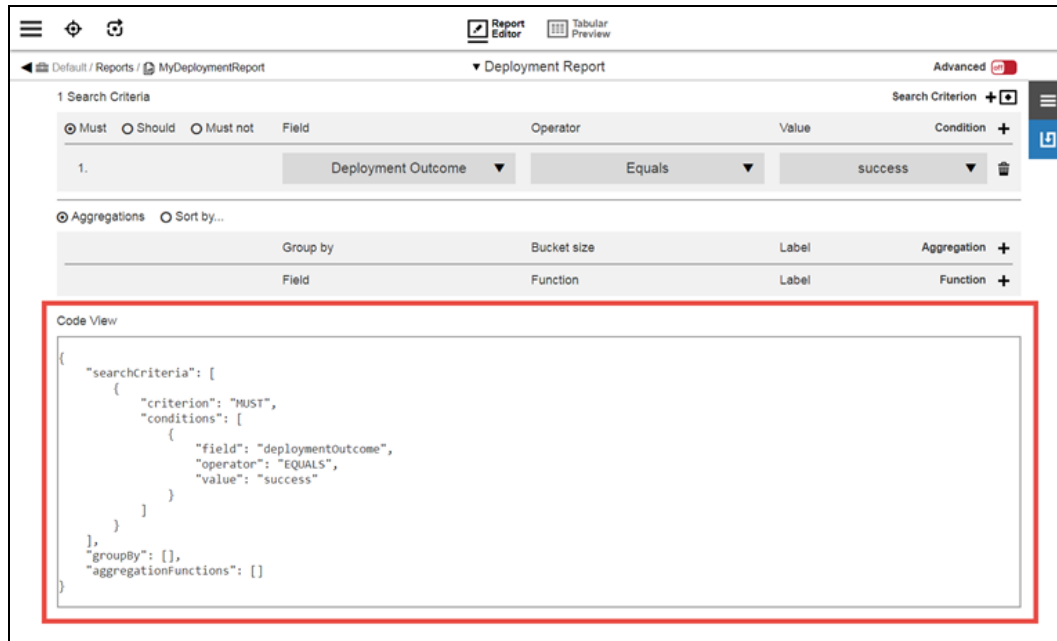 Report Editor
Tabular Preview
Default / Reports / MyDeploymentReport
Deployment Report
Advanced off
1 Search Criteria
Search Criterion
Must Should Must not Field Operator Value Condition
1. Deployment Outcome Equals success
Aggregations Sort by...
Group by Bucket size Label Aggregation
Field Function Label Function
Code View
{
"searchCriteria": [
{
"criterion": "MUST",
"conditions": [
{
"field": "deploymentOutcome",
"operator": "EQUALS",
"value": "success"
}
]
}
],
"groupBy": [],
"aggregationFunctions": []
}